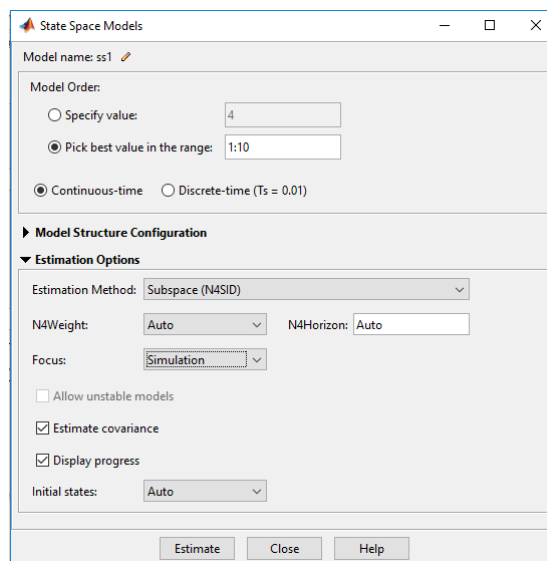 State Space Models
Model name: ss1
Model Order:
Specify value: 4
Pick best value in the range: 1:10
Continuous-time Discrete-time (Ts = 0.01)
Model Structure Configuration
Estimation Options
Estimation Method: Subspace (N4SID)
N4Weight: Auto N4Horizon: Auto
Focus: Simulation
Allow unstable models
Estimate covariance
Display progress
Initial states: Auto
Estimate Close Help